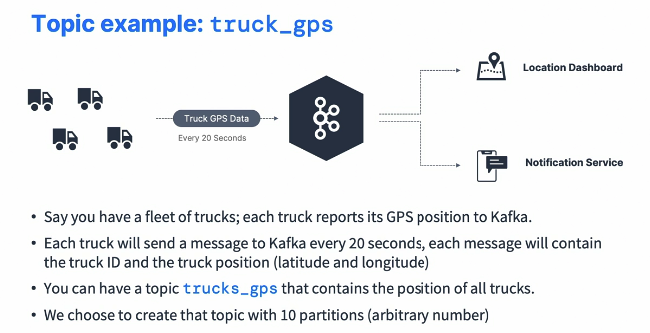 Topic example: truck_gps
Truck GPS Data
Every 20 Seconds
Location Dashboard
Notification Service
• Say you have a fleet of trucks; each truck reports its GPS position to Kafka.
• Each truck will send a message to Kafka every 20 seconds, each message will contain
the truck ID and the truck position (latitude and longitude)
• You can have a topic trucks_gps that contains the position of all trucks.
• We choose to create that topic with 10 partitions (arbitrary number)